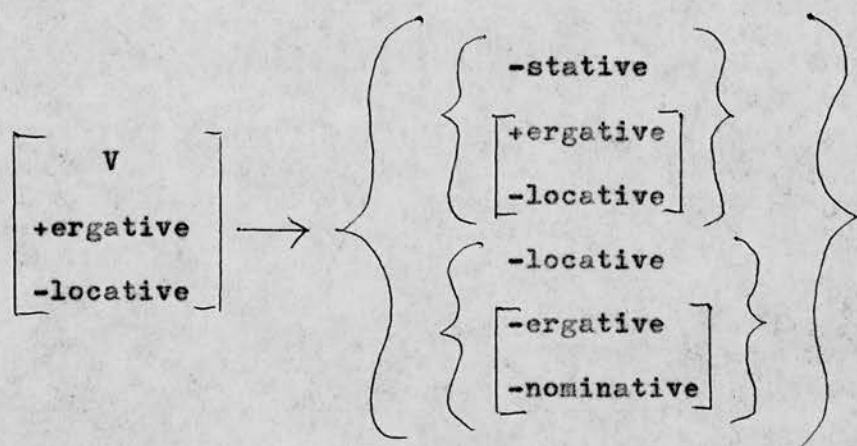 -stative
+ergative
-locative
V
+ergative
-locative
-locative
-ergative
-nominative